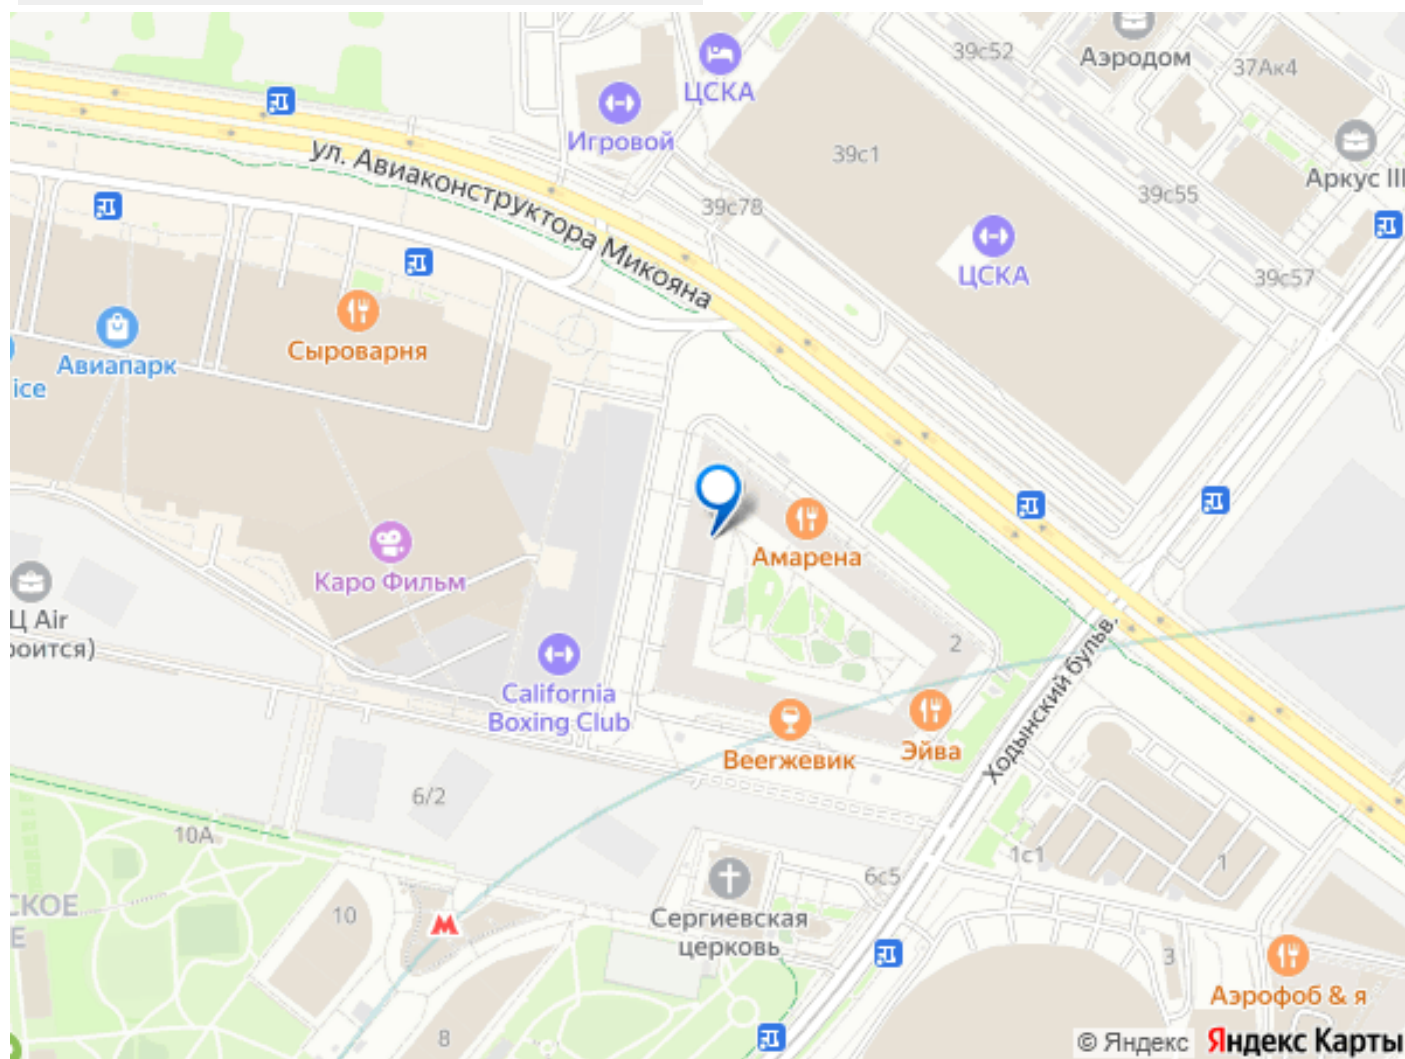 39с52
Аэродом
37Ак4
ЦСКА
Игровой
39с1
Аркус III
ул. Авиаконструктора Микояна
39с78
39с55
ЦСКА
39с57
Сыроварня
Авиапарк
ice
Амарена
Каро Фильм
Ц Air
роится)
2
California
Boxing Club
Ходынский бульв.
Beerжевик
Эйва
6/2
10А
1с1
1
6с5
СКОЕ
Е
10
Сергиевская
церковь
3
Аэрофоб & я
8
© Яндекс Яндекс Карты